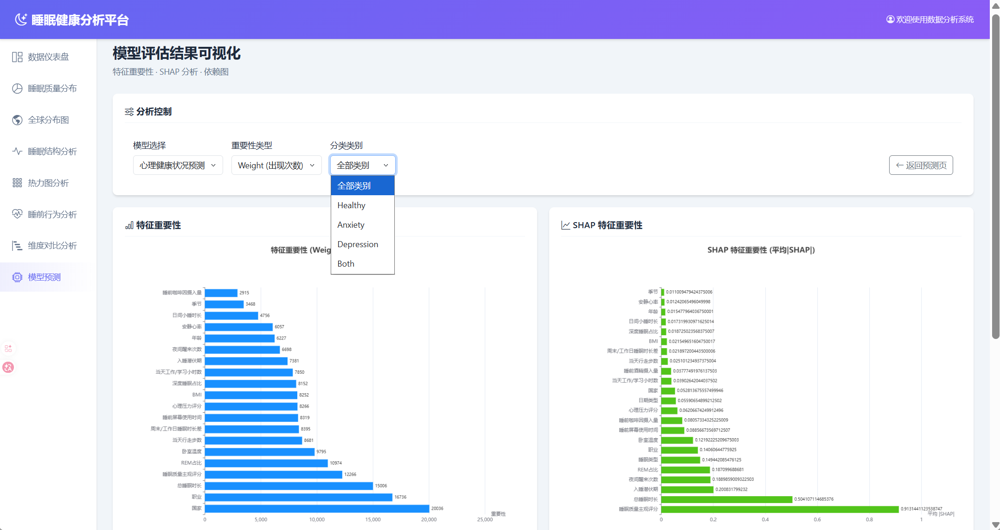 睡眠健康分析平台
欢迎使用数据分析系统
数据仪表盘
睡眠质量分布
全球分布图
睡眠结构分析
热力图分析
睡前行为分析
维度对比分析
模型预测
模型评估结果可视化
特征重要性 · SHAP 分析 · 依赖图
分析控制
模型选择
重要性类型
分类类别
心理健康状况预测
Weight (出现次数)
全部类别
← 返回预测页
全部类别
Healthy
Anxiety
Depression
Both
特征重要性
特征重要性 (Weig
睡前咖啡因摄入量 2915
季节 3468
日间小睡时长 4756
安静心率 6057
年龄 6227
夜间醒来次数 6698
入睡潜伏期 7381
当天工作/学习小时数 7850
深度睡眠占比 8152
BMI 8252
心理压力评分 8266
睡前屏幕使用时间 8319
周末/工作日睡眠时长差 8395
当天行走步数 8681
卧室温度 9795
REM占比 10974
睡眠质量主观评分 12266
总睡眠时长 15006
职业 16736
国家 20036
重要性
0 5,000 10,000 15,000 20,000 25,000
SHAP 特征重要性
SHAP 特征重要性 (平均|SHAP|)
季节 0.011009479424375006
安静心率 0.01242065496049998
年龄 0.015477964036750001
日间小睡时长 0.017319930971625014
深度睡眠占比 0.018725023568375007
BMI 0.021549651604750017
周末/工作日睡眠时长差 0.021897200443500006
当天行走步数 0.025101234937375004
睡前酒精摄入量 0.03777491976137503
当天工作/学习小时数 0.03902642044037502
国家 0.052813675557499946
日期类型 0.05590654899212502
心理压力评分 0.06206674249912496
睡前咖啡因摄入量 0.08057334325225009
睡前屏幕使用时间 0.08856673569712507
卧室温度 0.12192225209675003
职业 0.14060644775925
睡眠类型 0.149442085476125
REM占比 0.187099688681
夜间醒来次数 0.1889859009322503
入睡潜伏期 0.200831799232
总睡眠时长 0.504107114685376
睡眠质量主观评分 0.9131441123538747
平均 |SHAP|
0 0.2 0.4 0.6 0.8 1